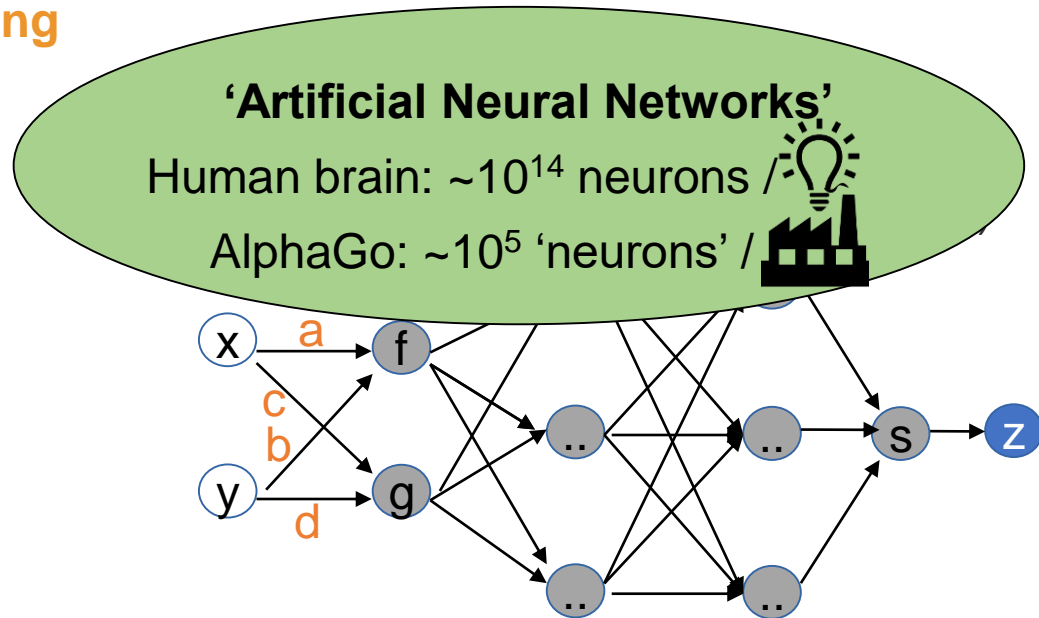 ng
‘Artificial Neural Networks’
Human brain: ~10¹⁴ neurons /
AlphaGo: ~10⁵ ‘neurons’ /
x a f
c
b
y d g
.. .. s z
.. ..